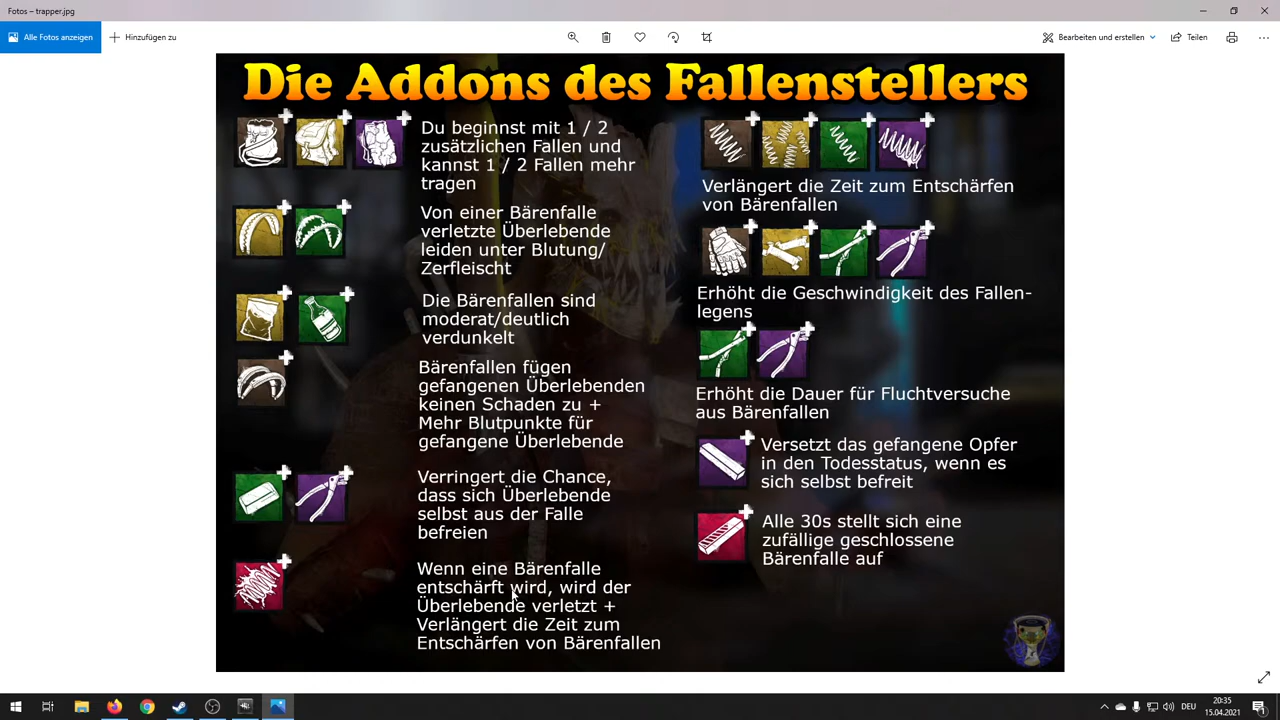 Fotos – trapper.jpg
Alle Fotos anzeigen
Hinzufügen zu
Bearbeiten und erstellen
Teilen
Die Addons des Fallenstellers
Du beginnst mit 1 / 2
zusätzlichen Fallen und
kannst 1 / 2 Fallen mehr
tragen
Von einer Bärenfalle
verletzte Überlebende
leiden unter Blutung/
Zerfleischt
Die Bärenfallen sind
moderat/deutlich
verdunkelt
Bärenfallen fügen
gefangenen Überlebenden
keinen Schaden zu +
Mehr Blutpunkte für
gefangene Überlebende
Verringert die Chance,
dass sich Überlebende
selbst aus der Falle
befreien
Wenn eine Bärenfalle
entschärft wird, wird der
Überlebende verletzt +
Verlängert die Zeit zum
Entschärfen von Bärenfallen
Verlängert die Zeit zum Entschärfen
von Bärenfallen
Erhöht die Geschwindigkeit des Fallen-
legens
Erhöht die Dauer für Fluchtversuche
aus Bärenfallen
Versetzt das gefangene Opfer
in den Todesstatus, wenn es
sich selbst befreit
Alle 30s stellt sich eine
zufällige geschlossene
Bärenfalle auf
DEU
20:35
15.04.2021